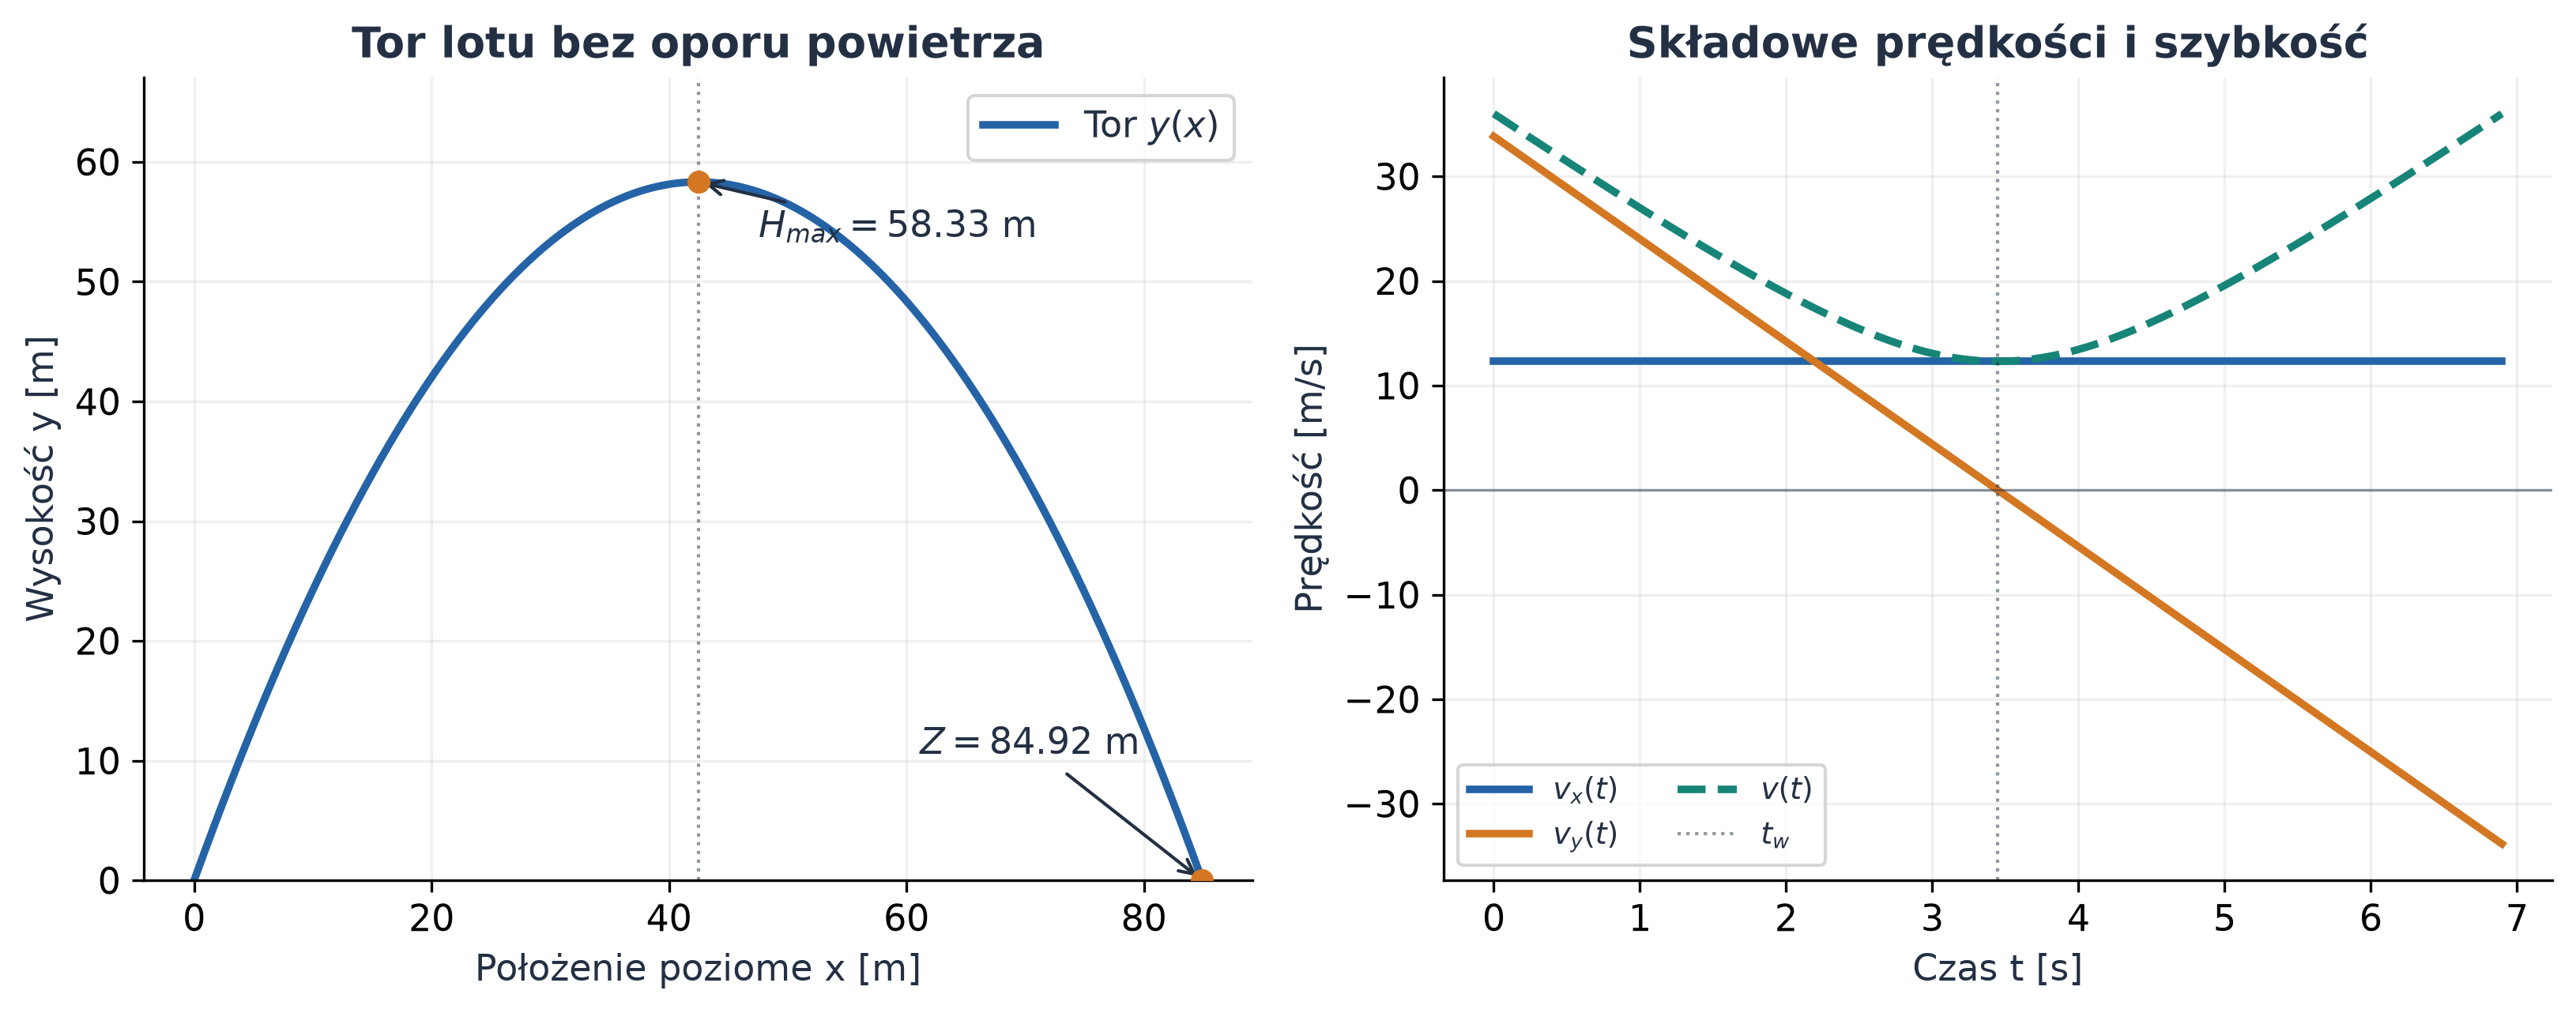 Tor lotu bez oporu powietrza
Tor y(x)
H_max = 58.33 m
Z = 84.92 m
60
50
40
30
20
10
0
Wysokość y [m]
0 20 40 60 80
Położenie poziome x [m]
Składowe prędkości i szybkość
30
20
10
0
−10
−20
−30
Prędkość [m/s]
v_x(t) v(t)
v_y(t) t_w
0 1 2 3 4 5 6 7
Czas t [s]